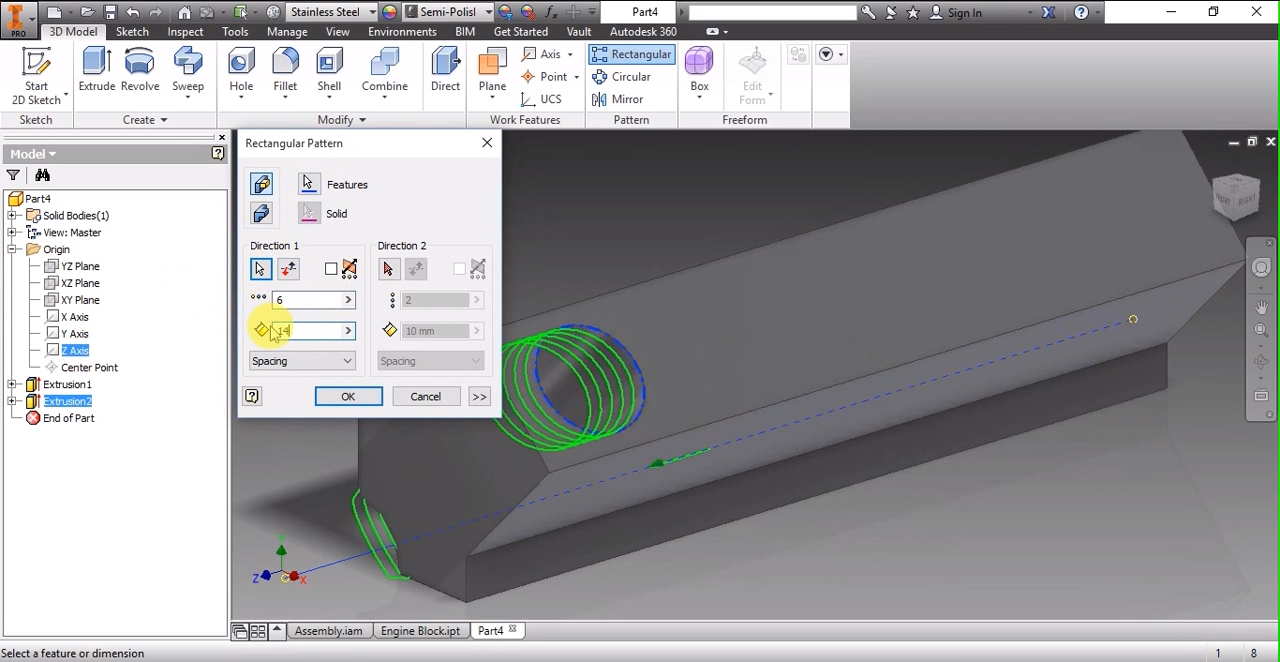 PRO
Stainless Steel
Semi-Polisl
Part4
Sign In
3D Model
Sketch
Inspect
Tools
Manage
View
Environments
BIM
Get Started
Vault
Autodesk 360
Start
2D Sketch
Extrude
Revolve
Sweep
Hole
Fillet
Shell
Combine
Direct
Plane
Axis
Point
UCS
Rectangular
Circular
Mirror
Box
Edit
Form
Sketch
Create
Modify
Work Features
Pattern
Freeform
Model
Part4
Solid Bodies(1)
View: Master
Origin
YZ Plane
XZ Plane
XY Plane
X Axis
Y Axis
Z Axis
Center Point
Extrusion1
Extrusion2
End of Part
Rectangular Pattern
Features
Solid
Direction 1
Direction 2
6
2
14
10 mm
Spacing
Spacing
OK
Cancel
>>
RIGHT
Z
X
Assembly.iam
Engine Block.ipt
Part4
Select a feature or dimension
1
8